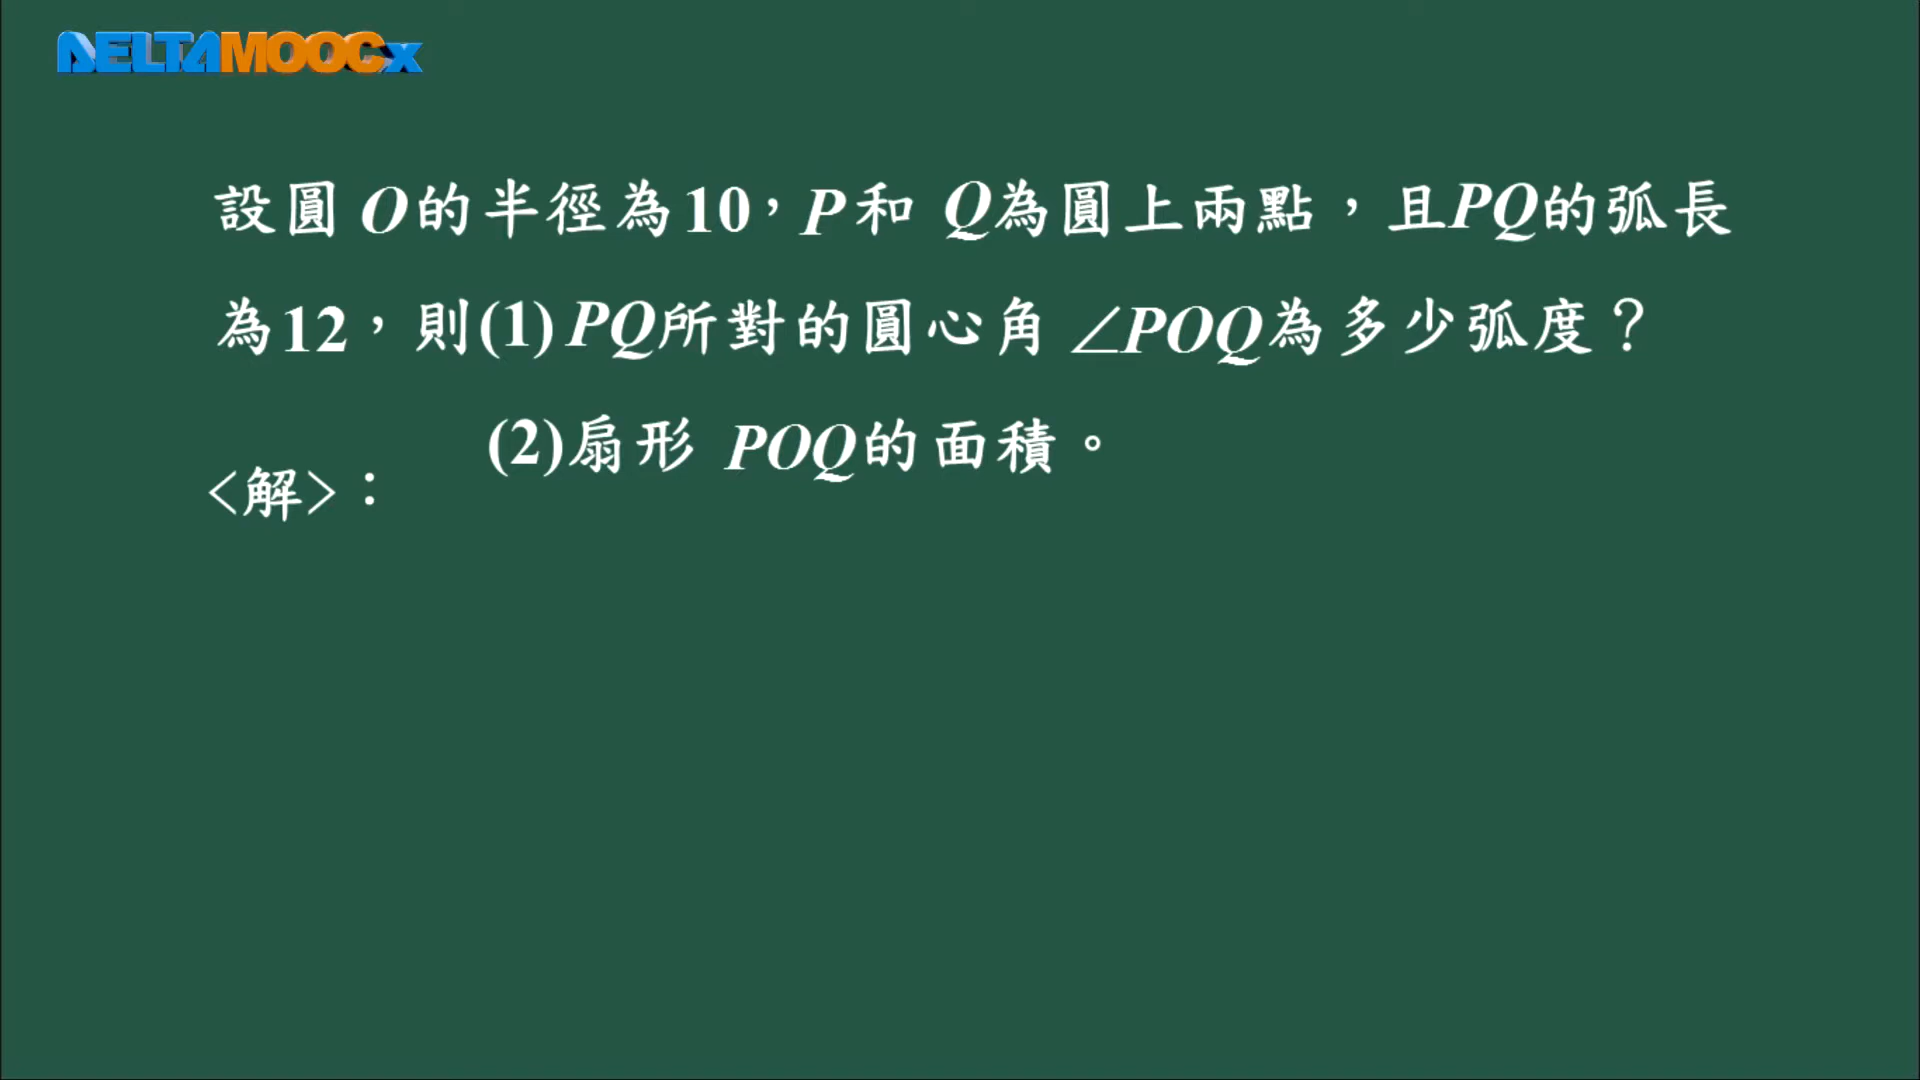 DELTAMOOCx
設圓 O的半徑為10，P和 Q為圓上兩點，且PQ的弧長
為12，則(1) PQ所對的圓心角 ∠POQ為多少弧度？
(2)扇形 POQ的面積。
<解>：